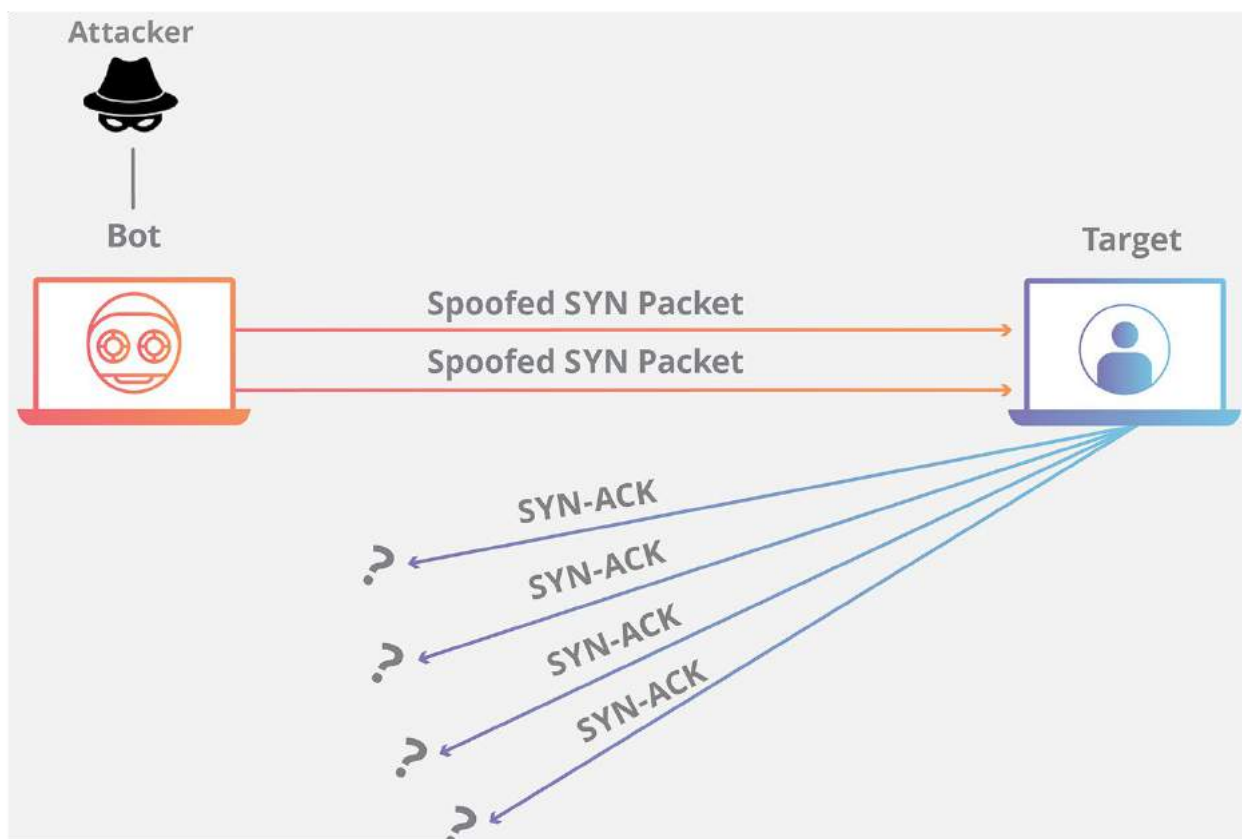 Attacker
Bot
Target
Spoofed SYN Packet
Spoofed SYN Packet
SYN-ACK
?
SYN-ACK
?
SYN-ACK
?
SYN-ACK
?